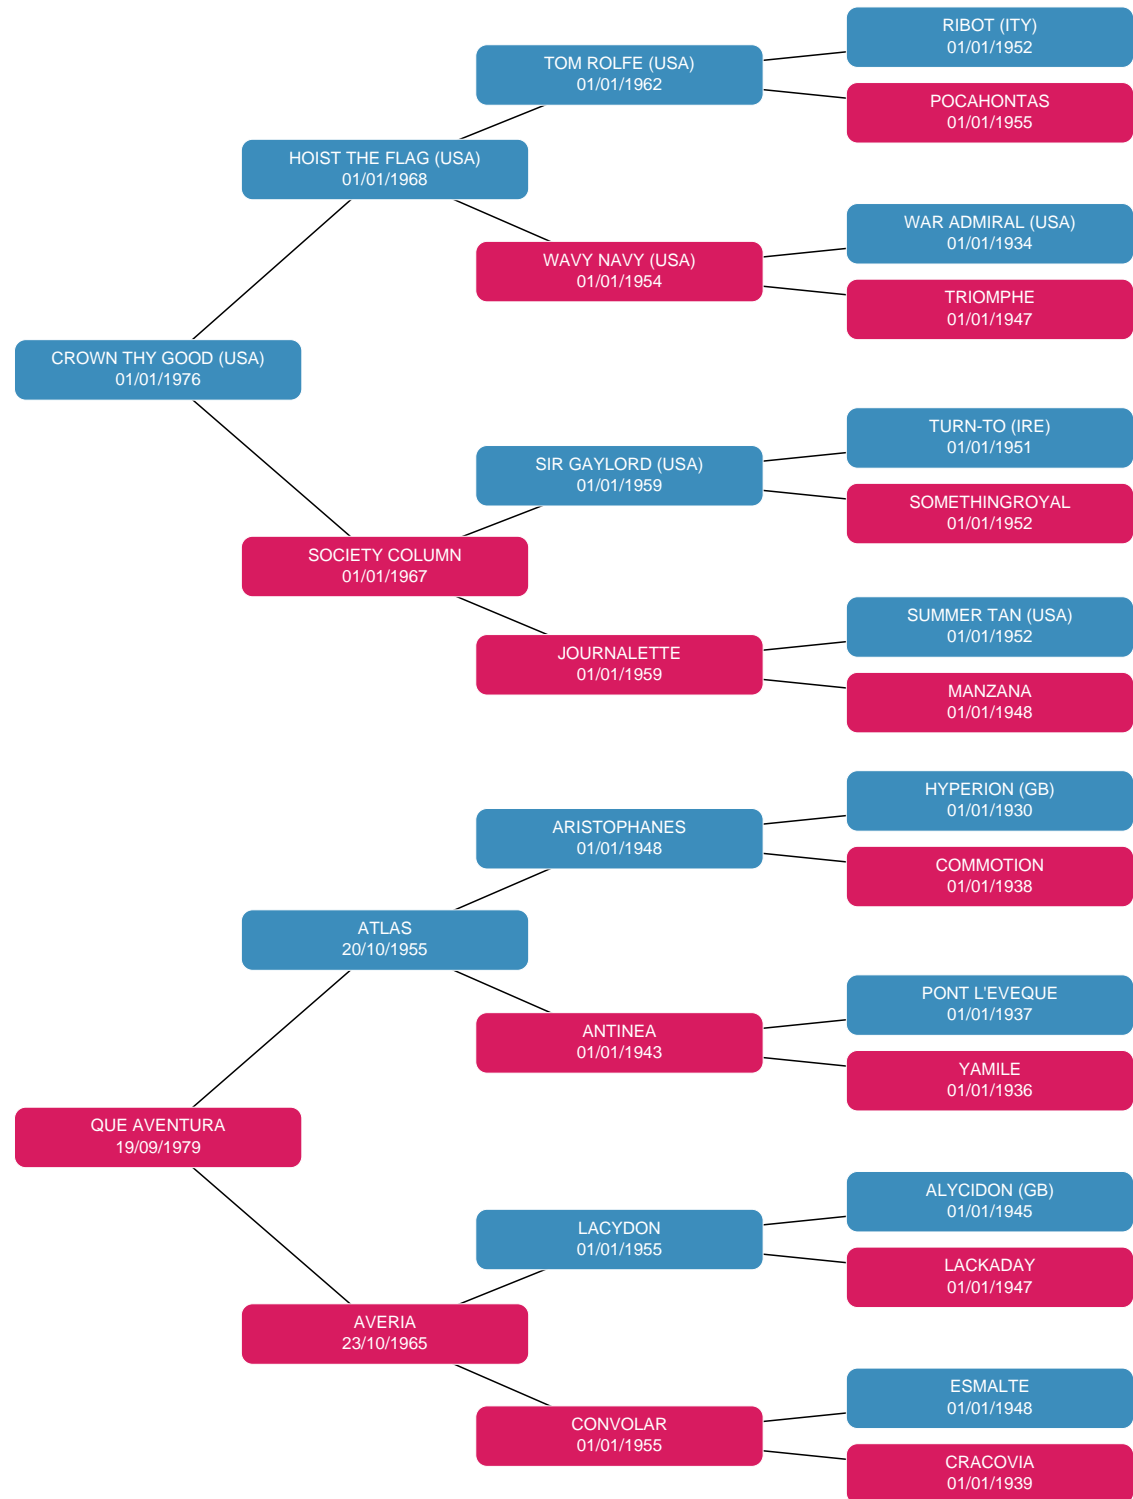 RIBOT (ITY)
01/01/1952
TOM ROLFE (USA)
01/01/1962
POCAHONTAS
01/01/1955
HOIST THE FLAG (USA)
01/01/1968
WAR ADMIRAL (USA)
01/01/1934
WAVY NAVY (USA)
01/01/1954
TRIOMPHE
01/01/1947
CROWN THY GOOD (USA)
01/01/1976
TURN-TO (IRE)
01/01/1951
SIR GAYLORD (USA)
01/01/1959
SOMETHINGROYAL
01/01/1952
SOCIETY COLUMN
01/01/1967
SUMMER TAN (USA)
01/01/1952
JOURNALETTE
01/01/1959
MANZANA
01/01/1948
HYPERION (GB)
01/01/1930
ARISTOPHANES
01/01/1948
COMMOTION
01/01/1938
ATLAS
20/10/1955
PONT L'EVEQUE
01/01/1937
ANTINEA
01/01/1943
YAMILE
01/01/1936
QUE AVENTURA
19/09/1979
ALYCIDON (GB)
01/01/1945
LACYDON
01/01/1955
LACKADAY
01/01/1947
AVERIA
23/10/1965
ESMALTE
01/01/1948
CONVOLAR
01/01/1955
CRACOVIA
01/01/1939